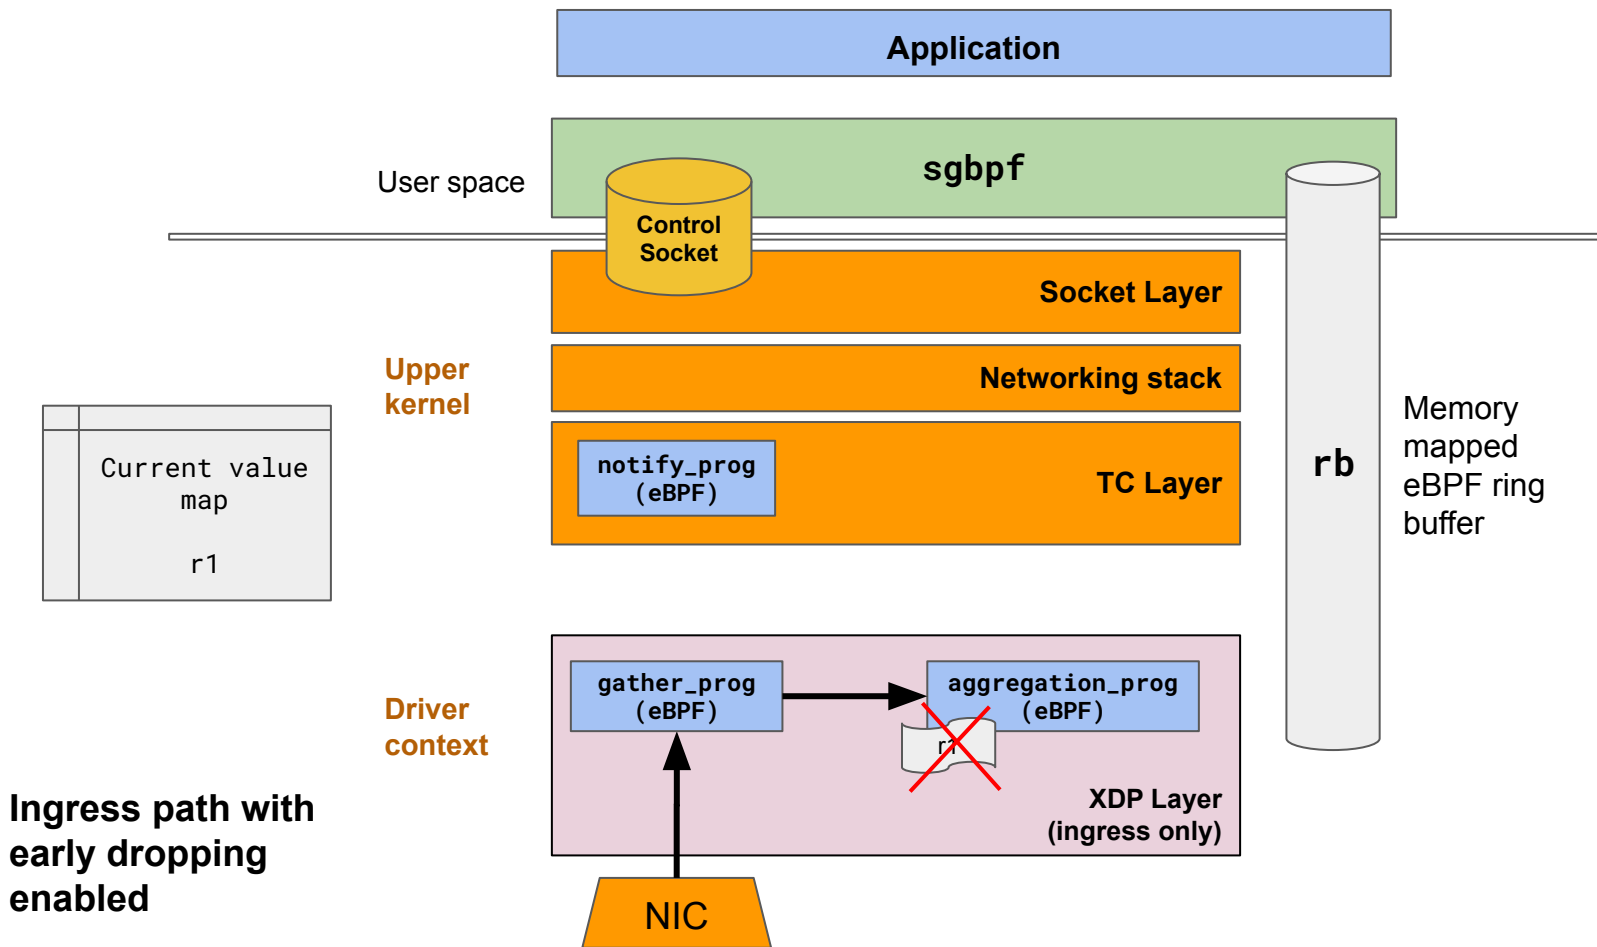 Application
sgbpf
User space
Control
Socket
Socket Layer
Upper
kernel
Networking stack
Current value
map
r1
notify_prog
(eBPF)
TC Layer
rb
Memory
mapped
eBPF ring
buffer
Driver
context
gather_prog
(eBPF)
aggregation_prog
(eBPF)
r1
XDP Layer
(ingress only)
Ingress path with
early dropping
enabled
NIC